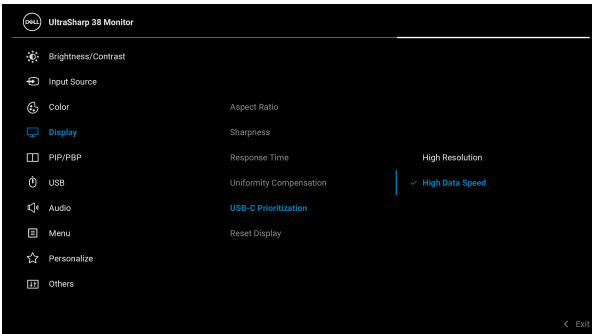 DELL UltraSharp 38 Monitor
Brightness/Contrast
Input Source
Color
Display
PIP/PBP
USB
Audio
Menu
Personalize
Others
Aspect Ratio
Sharpness
Response Time
Uniformity Compensation
USB-C Prioritization
Reset Display
High Resolution
High Data Speed
Exit